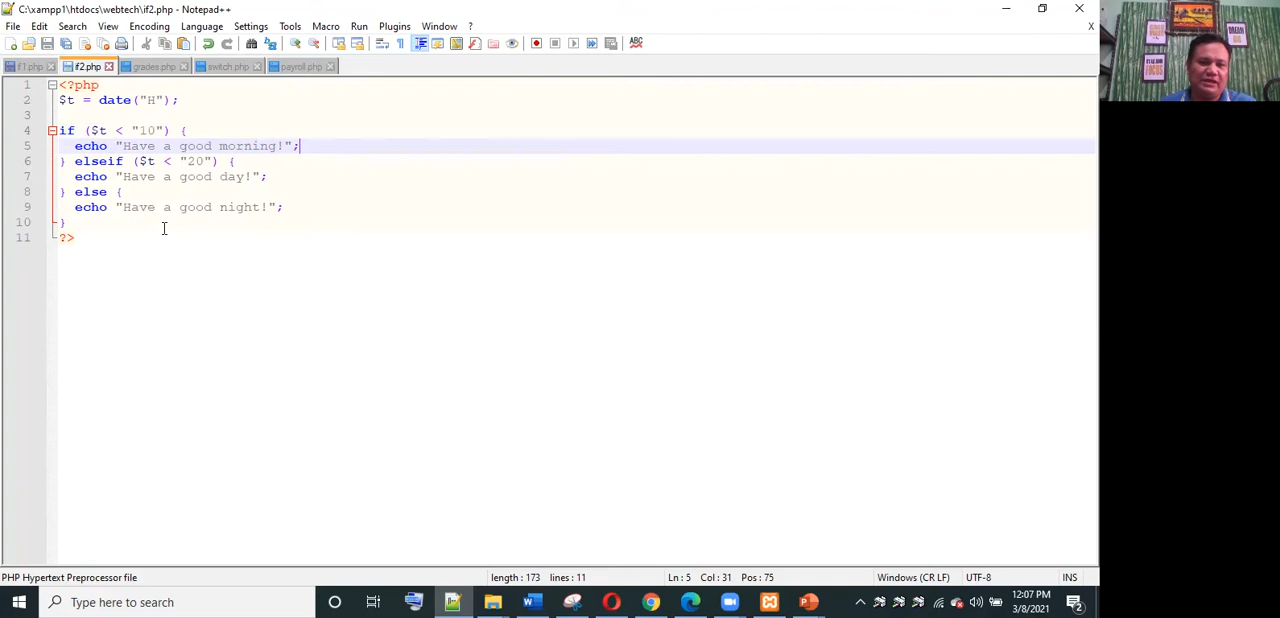 C:\xampp1\htdocs\webtech\if2.php - Notepad++
File Edit Search View Encoding Language Settings Tools Macro Run Plugins Window ? X
if1.php if2.php grades.php switch.php payroll.php
1 <?php
2 $t = date("H");
3
4 if ($t < "10") {
5 echo "Have a good morning!";
6 } elseif ($t < "20") {
7 echo "Have a good day!";
8 } else {
9 echo "Have a good night!";
10 }
11 ?>
PHP Hypertext Preprocessor file length : 173 lines : 11 Ln : 5 Col : 31 Pos : 75 Windows (CR LF) UTF-8 INS
Type here to search
12:07 PM
3/8/2021
2
ABC
DREAM
FOCUS